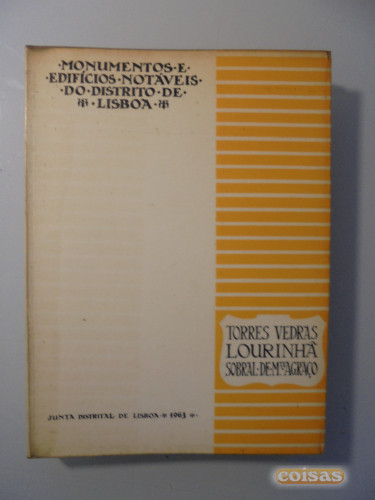 ·MONUMENTOS·E·
·EDIFÍCIOS·NOTÁVEIS·
·DO·DISTRITO·DE·
·LISBOA·
TORRES VEDRAS
LOURINHÃ
SOBRAL·DE·M.TE AGRAÇO
JUNTA DISTRITAL DE LISBOA 1963
coisas